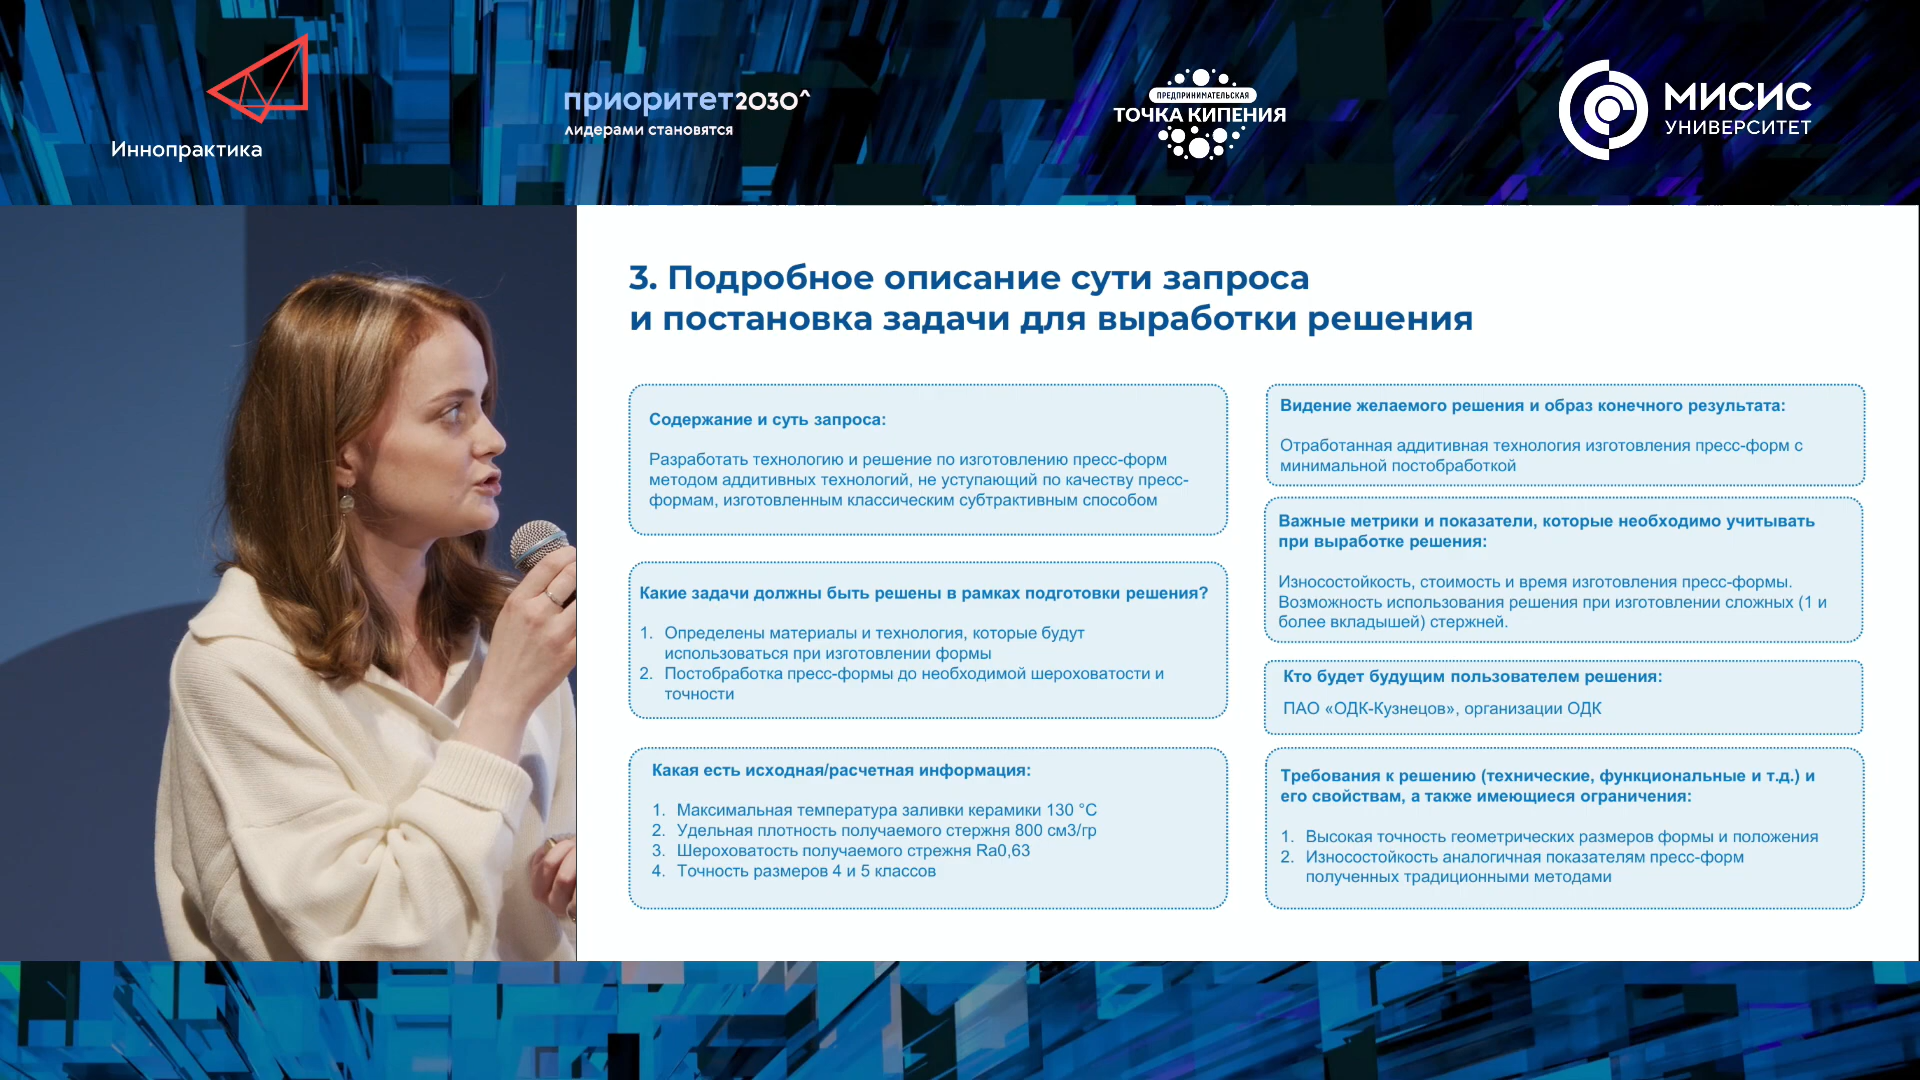 Иннопрактика
приоритет2030^
лидерами становятся
ПРЕДПРИНИМАТЕЛЬСКАЯ
ТОЧКА КИПЕНИЯ
МИСИС
УНИВЕРСИТЕТ
3. Подробное описание сути запроса
и постановка задачи для выработки решения
Содержание и суть запроса:
Разработать технологию и решение по изготовлению пресс-форм
методом аддитивных технологий, не уступающий по качеству пресс-
формам, изготовленным классическим субтрактивным способом
Какие задачи должны быть решены в рамках подготовки решения?
1. Определены материалы и технология, которые будут
использоваться при изготовлении формы
2. Постобработка пресс-формы до необходимой шероховатости и
точности
Какая есть исходная/расчетная информация:
1. Максимальная температура заливки керамики 130 °С
2. Удельная плотность получаемого стержня 800 см3/гр
3. Шероховатость получаемого стрежня Ra0,63
4. Точность размеров 4 и 5 классов
Видение желаемого решения и образ конечного результата:
Отработанная аддитивная технология изготовления пресс-форм с
минимальной постобработкой
Важные метрики и показатели, которые необходимо учитывать
при выработке решения:
Износостойкость, стоимость и время изготовления пресс-формы.
Возможность использования решения при изготовлении сложных (1 и
более вкладышей) стержней.
Кто будет будущим пользователем решения:
ПАО «ОДК-Кузнецов», организации ОДК
Требования к решению (технические, функциональные и т.д.) и
его свойствам, а также имеющиеся ограничения:
1. Высокая точность геометрических размеров формы и положения
2. Износостойкость аналогичная показателям пресс-форм
полученных традиционными методами